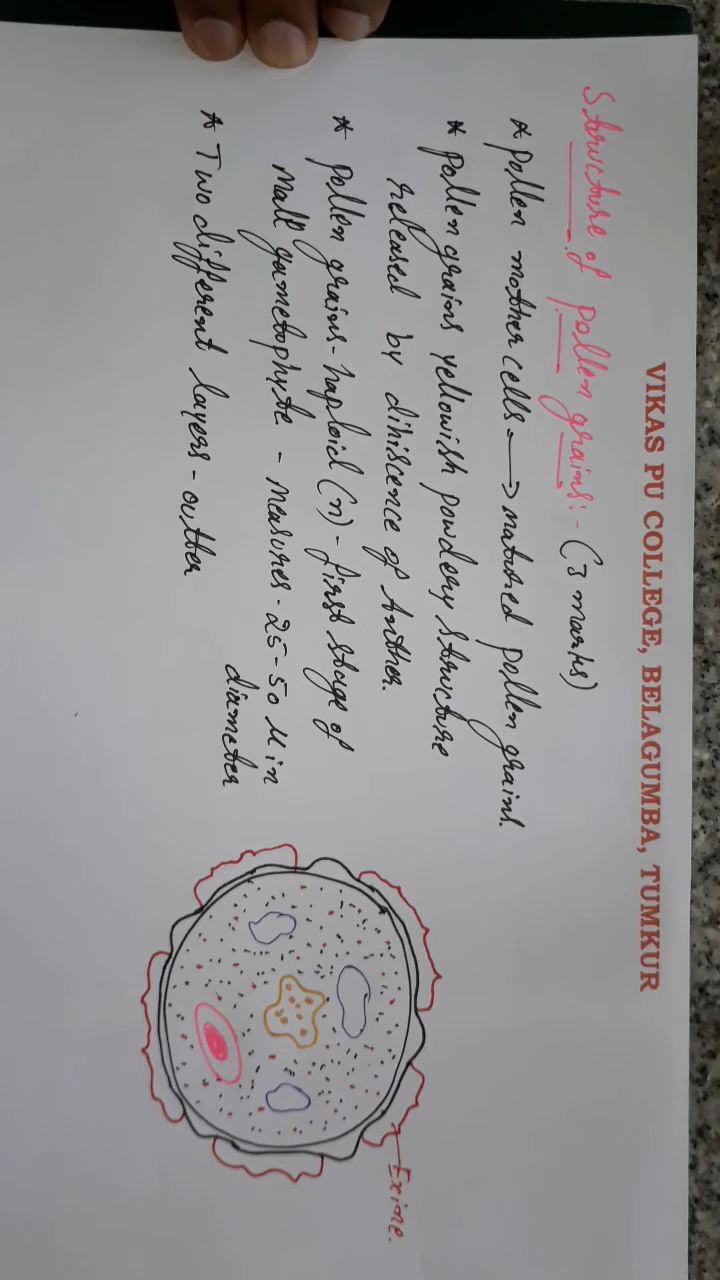 VIKAS PU COLLEGE, BELAGUMBA, TUMKUR
Structure of pollen grains:- (3 marks)
* pollen mother cells → matured pollen grains.
* pollen grains yellowish powdery structure
released by dihiscence of Anther.
* pollen grains - haploid (n) - first stage of
male gametophyte - measures - 25-50 μ in
diameter
* Two different layers - outher
Exine.